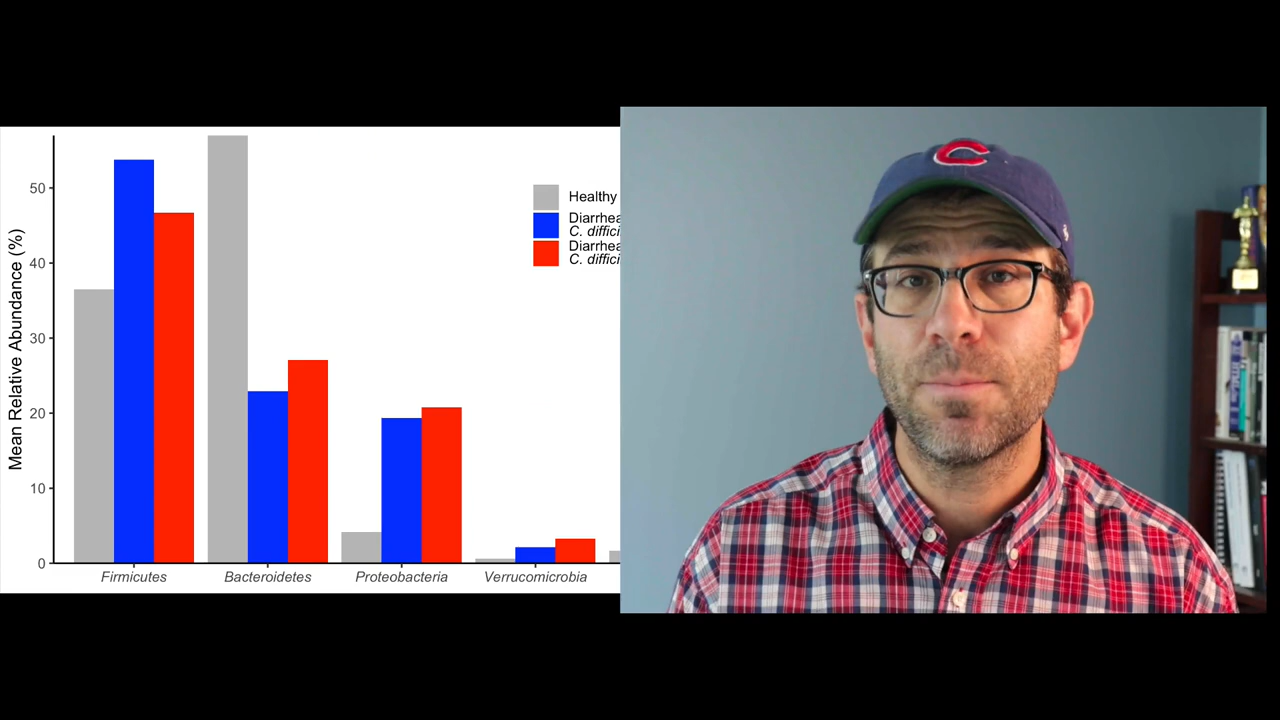 Mean Relative Abundance (%)
50
40
30
20
10
0
Healthy
Diarrhea
C. diffici
Diarrhea
C. diffici
Firmicutes
Bacteroidetes
Proteobacteria
Verrucomicrobia
C